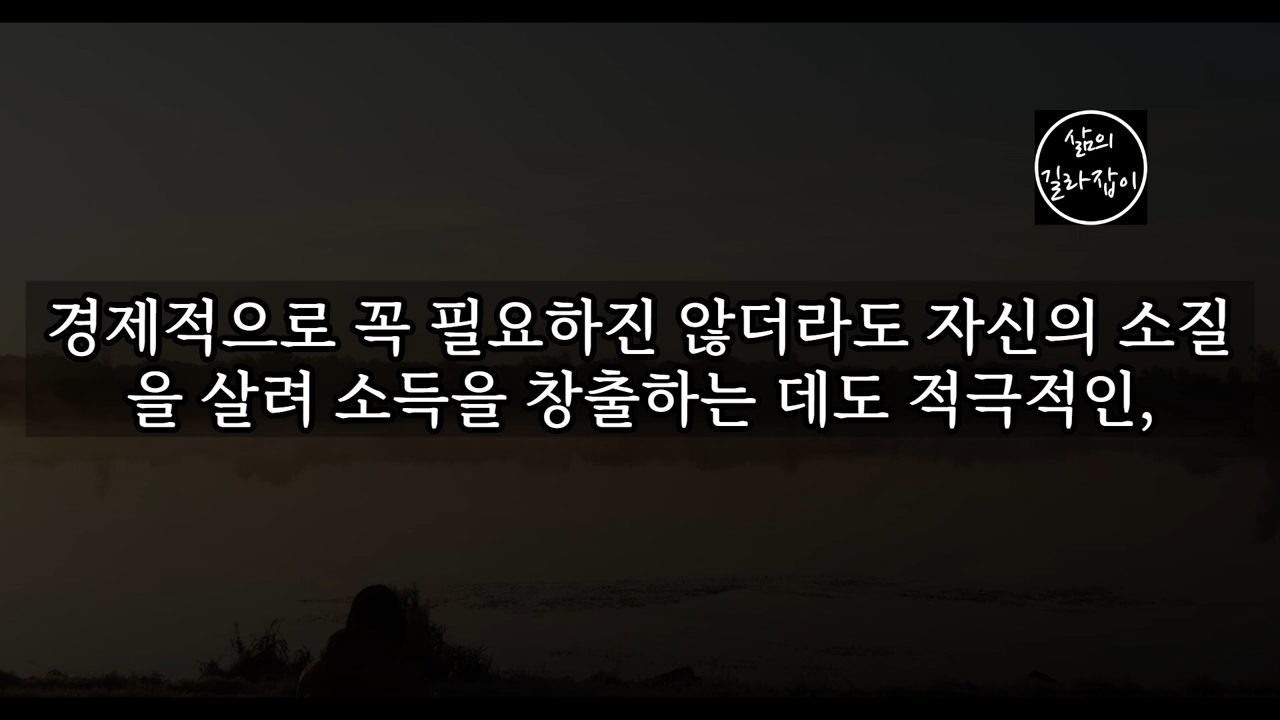 삶의
길라잡이
경제적으로 꼭 필요하진 않더라도 자신의 소질
을 살려 소득을 창출하는 데도 적극적인,